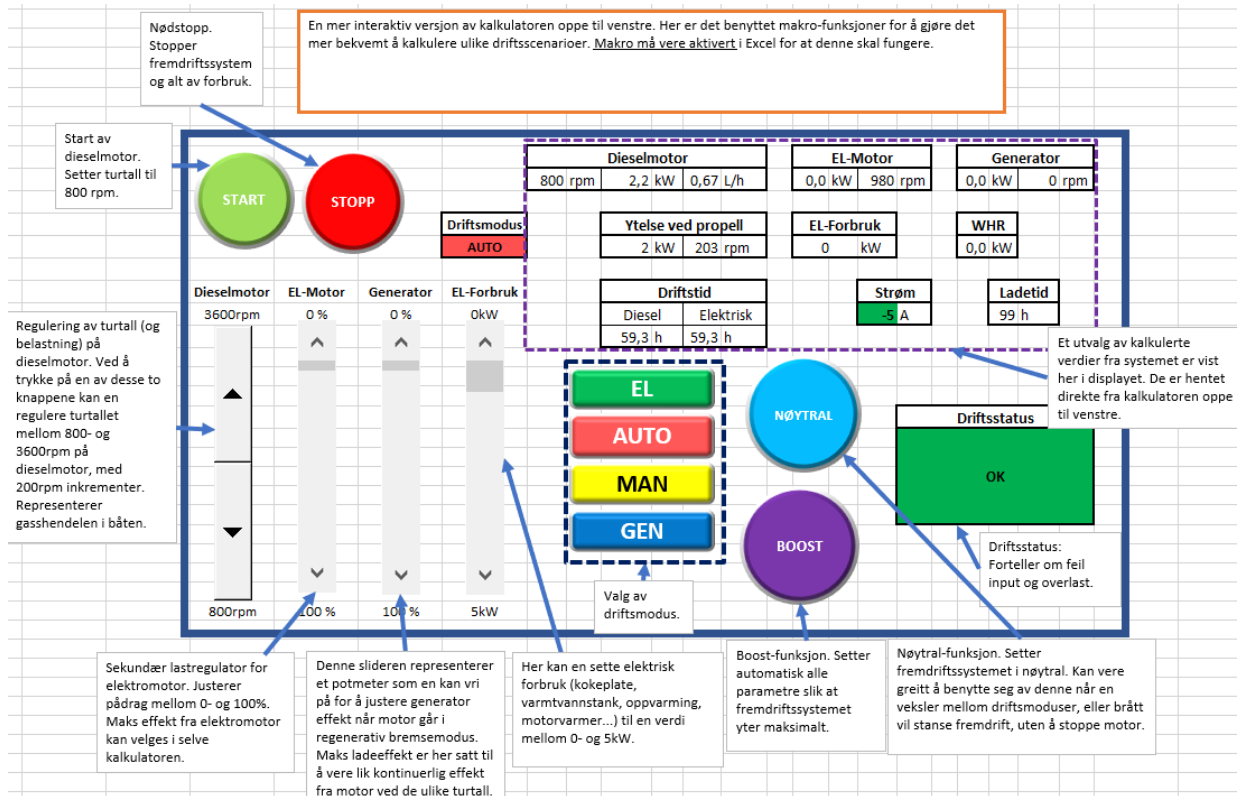 En mer interaktiv versjon av kalkulatoren oppe til venstre. Her er det benyttet makro-funksjoner for å gjøre det
mer bekvemt å kalkulere ulike driftsscenarioer. Makro må vere aktivert i Excel for at denne skal fungere.
Nødstopp.
Stopper
fremdriftssystem
og alt av forbruk.
Start av
dieselmotor.
Setter turtall til
800 rpm.
START
STOPP
Driftsmodus
AUTO
Dieselmotor
800 rpm 2,2 kW 0,67 L/h
EL-Motor
0,0 kW 980 rpm
Generator
0,0 kW 0 rpm
Ytelse ved propell
2 kW 203 rpm
EL-Forbruk
0 kW
WHR
0,0 kW
Driftstid
Diesel Elektrisk
59,3 h 59,3 h
Strøm
-5 A
Ladetid
99 h
Dieselmotor EL-Motor Generator EL-Forbruk
3600rpm 0 % 0 % 0kW
800rpm 100 % 100 % 5kW
Regulering av turtall (og
belastning) på
dieselmotor. Ved å
trykke på en av desse to
knappene kan en
regulere turtallet
mellom 800- og
3600rpm på
dieselmotor, med
200rpm inkrementer.
Representerer
gasshendelen i båten.
EL
AUTO
MAN
GEN
NØYTRAL
BOOST
Et utvalg av kalkulerte
verdier fra systemet er vist
her i displayet. De er hentet
direkte fra kalkulatoren oppe
til venstre.
Driftsstatus
OK
Driftsstatus:
Forteller om feil
input og overlast.
Valg av
driftsmodus.
Sekundær lastregulator for
elektromotor. Justerer
pådrag mellom 0- og 100%.
Maks effekt fra elektromotor
kan velges i selve
kalkulatoren.
Denne slideren representerer
et potmeter som en kan vri
på for å justere generator
effekt når motor går i
regenerativ bremsemodus.
Maks ladeeffekt er her satt til
å vere lik kontinuerlig effekt
fra motor ved de ulike turtall.
Her kan en sette elektrisk
forbruk (kokeplate,
varmtvannstank, oppvarming,
motorvarmer...) til en verdi
mellom 0- og 5kW.
Boost-funksjon. Setter
automatisk alle
parametre slik at
fremdriftssystemet
yter maksimalt.
Nøytral-funksjon. Setter
fremdriftssystemet i nøytral. Kan vere
greitt å benytte seg av denne når en
veksler mellom driftsmoduser, eller brått
vil stanse fremdrift, uten å stoppe motor.